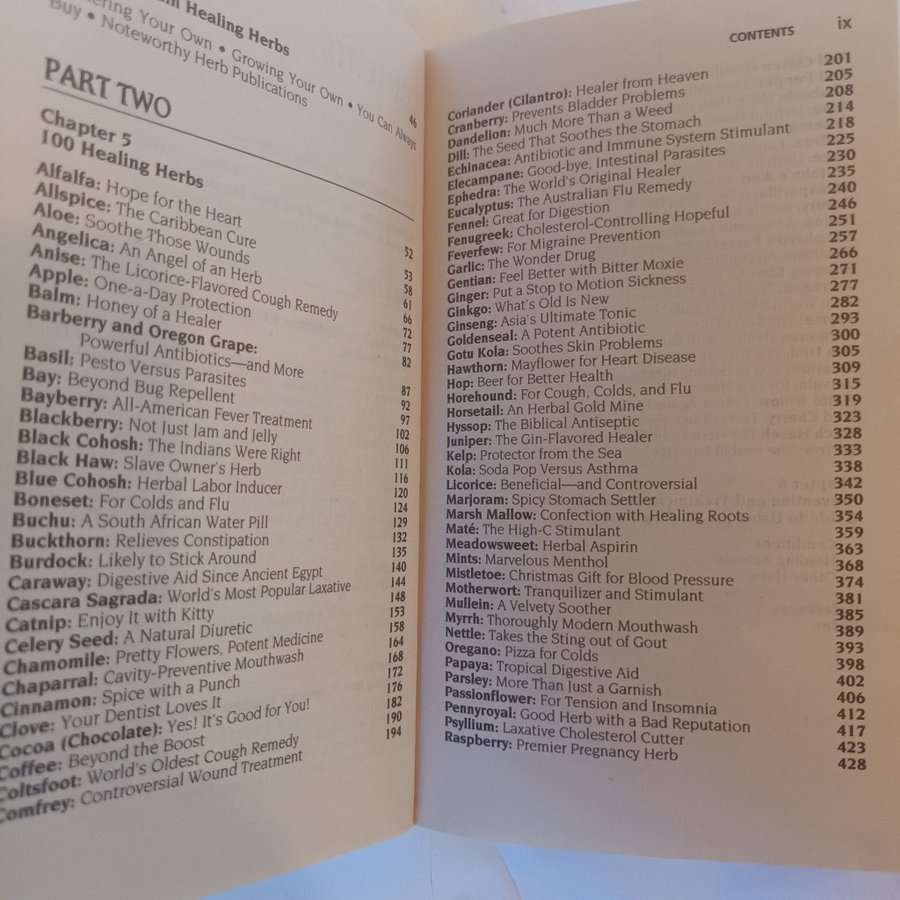 Healing Herbs
Your Own • Growing Your Own • You Can Always
Buy • Noteworthy Herb Publications 46
PART TWO
Chapter 5
100 Healing Herbs 52
Alfalfa: Hope for the Heart 53
Allspice: The Caribbean Cure 58
Aloe: Soothe Those Wounds 61
Angelica: An Angel of an Herb 66
Anise: The Licorice-Flavored Cough Remedy 72
Apple: One-a-Day Protection 77
Balm: Honey of a Healer 82
Barberry and Oregon Grape:
Powerful Antibiotics—and More 87
Basil: Pesto Versus Parasites 92
Bay: Beyond Bug Repellent 97
Bayberry: All-American Fever Treatment 102
Blackberry: Not Just Jam and Jelly 106
Black Cohosh: The Indians Were Right 111
Black Haw: Slave Owner's Herb 116
Blue Cohosh: Herbal Labor Inducer 120
Boneset: For Colds and Flu 124
Buchu: A South African Water Pill 129
Buckthorn: Relieves Constipation 132
Burdock: Likely to Stick Around 135
Caraway: Digestive Aid Since Ancient Egypt 140
Cascara Sagrada: World's Most Popular Laxative 144
Catnip: Enjoy It with Kitty 148
Celery Seed: A Natural Diuretic 153
Chamomile: Pretty Flowers, Potent Medicine 158
Chaparral: Cavity-Preventive Mouthwash 164
Cinnamon: Spice with a Punch 168
Clove: Your Dentist Loves It 172
Cocoa (Chocolate): Yes! It's Good for You! 176
Coffee: Beyond the Boost 182
Coltsfoot: World's Oldest Cough Remedy 190
Comfrey: Controversial Wound Treatment 194
CONTENTS ix
Coriander (Cilantro): Healer from Heaven 201
Cranberry: Prevents Bladder Problems 205
Dandelion: Much More Than a Weed 208
Dill: The Seed That Soothes the Stomach 214
Echinacea: Antibiotic and Immune System Stimulant 218
Elecampane: Good-bye, Intestinal Parasites 225
Ephedra: The World's Original Healer 230
Eucalyptus: The Australian Flu Remedy 235
Fennel: Great for Digestion 240
Fenugreek: Cholesterol-Controlling Hopeful 246
Feverfew: For Migraine Prevention 251
Garlic: The Wonder Drug 257
Gentian: Feel Better with Bitter Moxie 266
Ginger: Put a Stop to Motion Sickness 271
Ginkgo: What's Old Is New 277
Ginseng: Asia's Ultimate Tonic 282
Goldenseal: A Potent Antibiotic 293
Gotu Kola: Soothes Skin Problems 300
Hawthorn: Mayflower for Heart Disease 305
Hop: Beer for Better Health 309
Horehound: For Cough, Colds, and Flu 315
Horsetail: An Herbal Gold Mine 319
Hyssop: The Biblical Antiseptic 323
Juniper: The Gin-Flavored Healer 328
Kelp: Protector from the Sea 333
Kola: Soda Pop Versus Asthma 338
Licorice: Beneficial—and Controversial 342
Marjoram: Spicy Stomach Settler 350
Marsh Mallow: Confection with Healing Roots 354
Maté: The High-C Stimulant 359
Meadowsweet: Herbal Aspirin 363
Mints: Marvelous Menthol 368
Mistletoe: Christmas Gift for Blood Pressure 374
Motherwort: Tranquilizer and Stimulant 381
Mullein: A Velvety Soother 385
Myrrh: Thoroughly Modern Mouthwash 389
Nettle: Takes the Sting out of Gout 393
Oregano: Pizza for Colds 398
Papaya: Tropical Digestive Aid 402
Parsley: More Than Just a Garnish 406
Passionflower: For Tension and Insomnia 412
Pennyroyal: Good Herb with a Bad Reputation 417
Psyllium: Laxative Cholesterol Cutter 423
Raspberry: Premier Pregnancy Herb 428